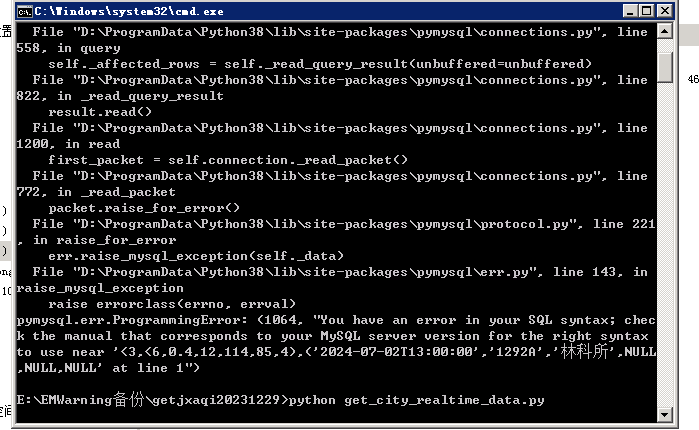 C:\Windows\system32\cmd.exe
File "D:\ProgramData\Python38\lib\site-packages\pymysql\connections.py", line
558, in query
self._affected_rows = self._read_query_result(unbuffered=unbuffered)
File "D:\ProgramData\Python38\lib\site-packages\pymysql\connections.py", line
822, in _read_query_result
result.read()
File "D:\ProgramData\Python38\lib\site-packages\pymysql\connections.py", line
1200, in read
first_packet = self.connection._read_packet()
File "D:\ProgramData\Python38\lib\site-packages\pymysql\connections.py", line
772, in _read_packet
packet.raise_for_error()
File "D:\ProgramData\Python38\lib\site-packages\pymysql\protocol.py", line 221
, in raise_for_error
err.raise_mysql_exception(self._data)
File "D:\ProgramData\Python38\lib\site-packages\pymysql\err.py", line 143, in
raise_mysql_exception
raise errorclass(errno, errval)
pymysql.err.ProgrammingError: (1064, "You have an error in your SQL syntax; chec
k the manual that corresponds to your MySQL server version for the right syntax
to use near '<3,<6,0.4,12,114,85,4),('2024-07-02T13:00:00','1292A','林科所',NULL
,NULL,NULL' at line 1")
E:\EMWarning备份\getjxaqi20231229>python get_city_realtime_data.py
46
)
)
)
10
空间